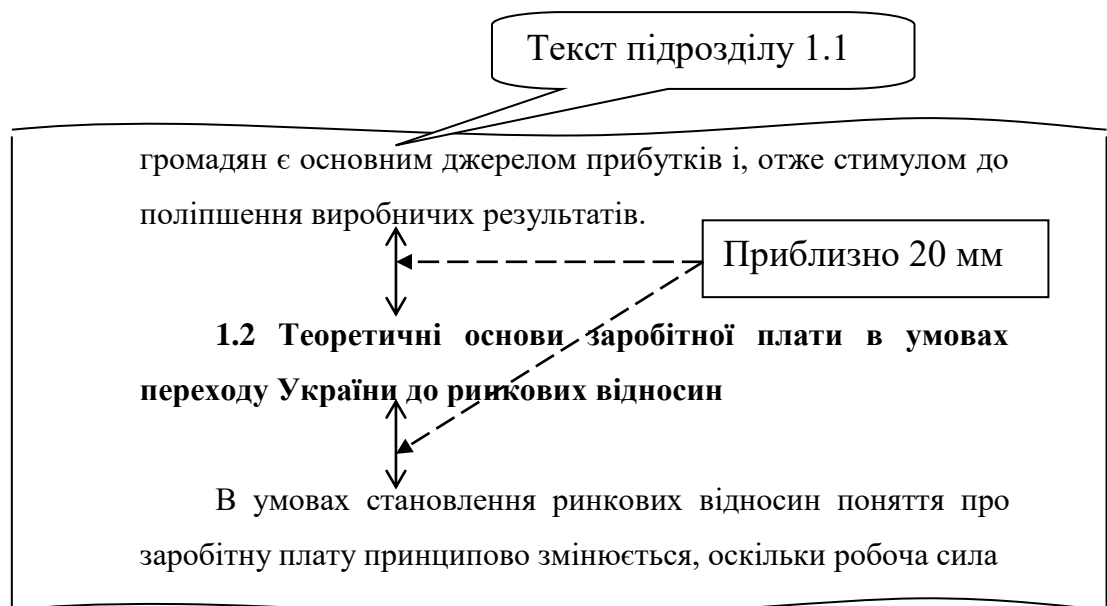 Текст підрозділу 1.1
громадян є основним джерелом прибутків і, отже стимулом до
поліпшення виробничих результатів.
Приблизно 20 мм
1.2 Теоретичні основи заробітної плати в умовах
переходу України до ринкових відносин
В умовах становлення ринкових відносин поняття про
заробітну плату принципово змінюється, оскільки робоча сила